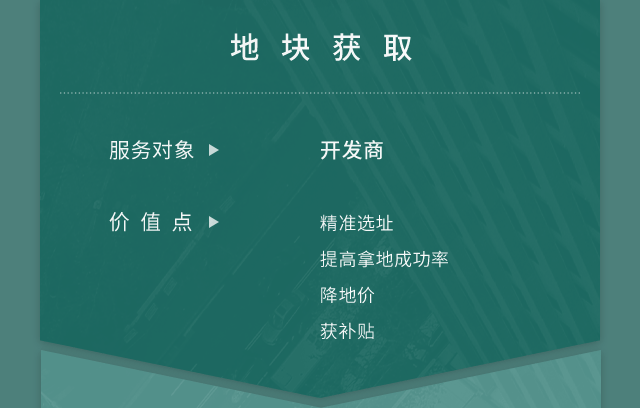 地块获取
服务对象 ▶ 开发商
价值点 ▶ 精准选址
提高拿地成功率
降地价
获补贴